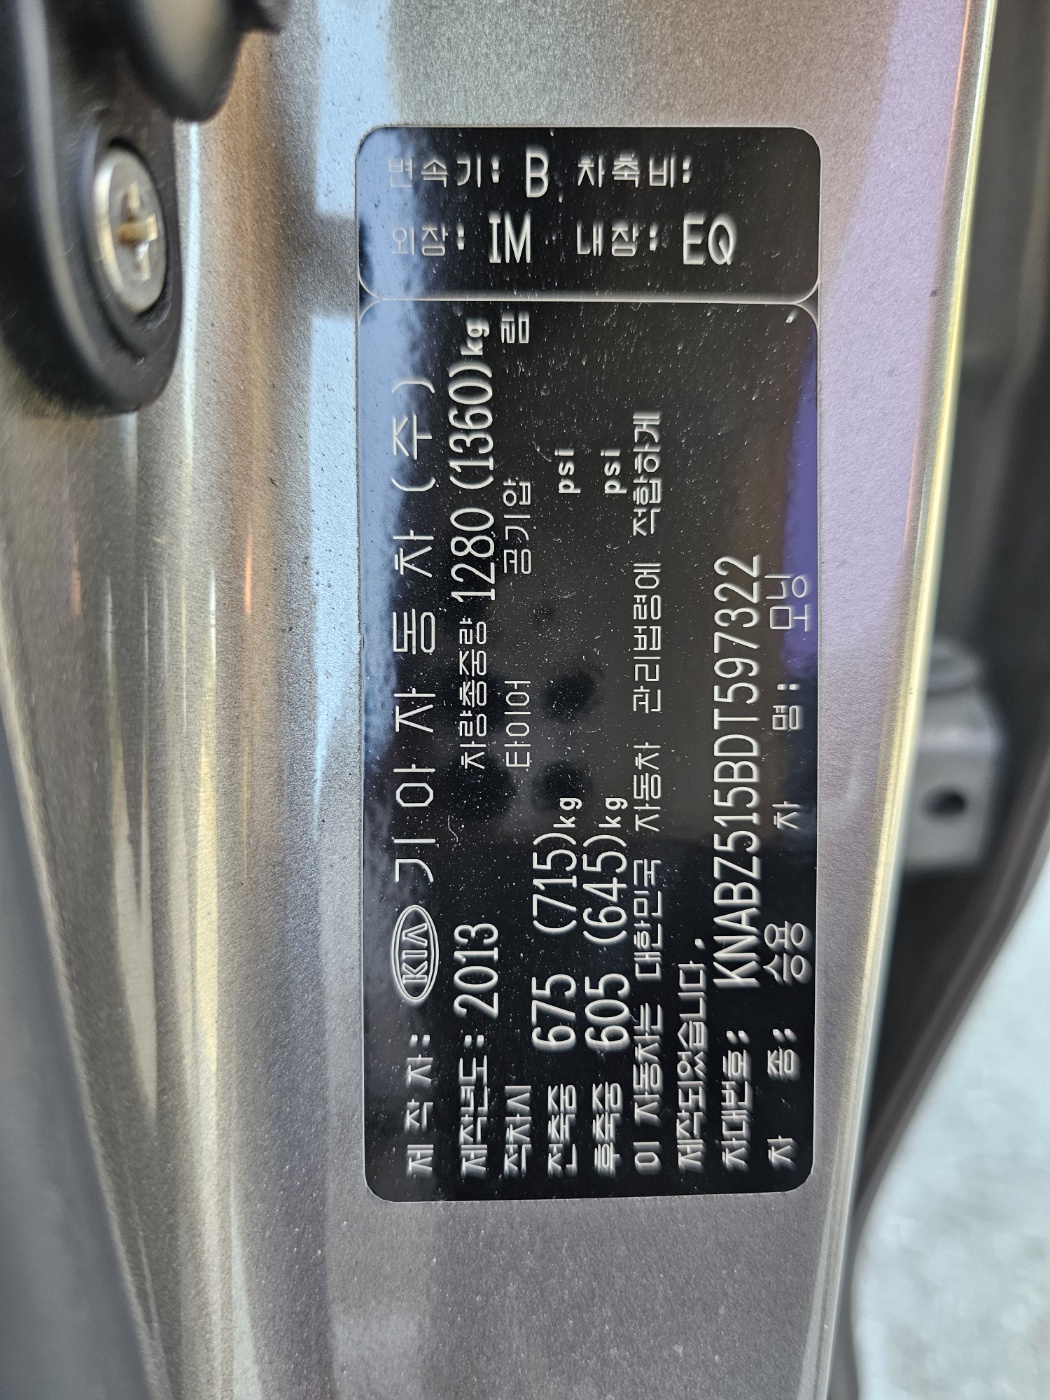 변속기: B 차축비:
외장: IM 내장: EQ
제 작 자: KIA 기 아 자 동 차 (주)
제작년도: 2013 차량총중량 1280 (1360)kg
적차시 타이어 공기압 림
전축중 675 (715)kg psi
후축중 605 (645)kg psi
이 자동차는 대한민국 자동차 관리법령에 적합하게
제작되었습니다.
차대번호: KNABZ515BDT597322
차 종: 승용 차 명: 모닝